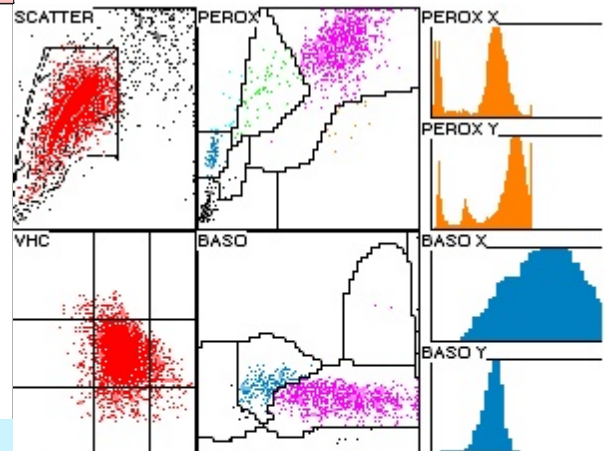 SCATTER
PEROX
PEROX X
PEROX Y
VHC
BASO
BASO X
BASO Y